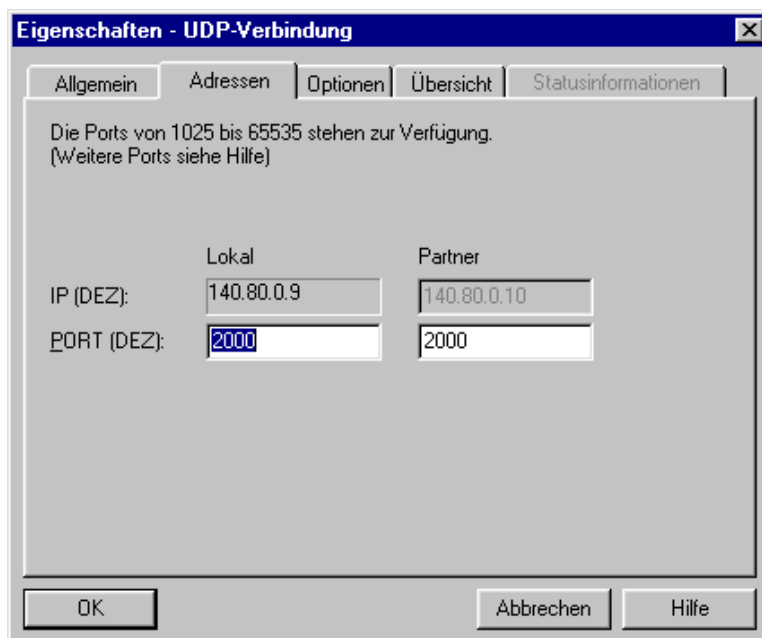 Eigenschaften - UDP-Verbindung
Allgemein Adressen Optionen Übersicht Statusinformationen
Die Ports von 1025 bis 65535 stehen zur Verfügung.
(Weitere Ports siehe Hilfe)
Lokal Partner
IP (DEZ): 140.80.0.9 140.80.0.10
PORT (DEZ): 2000 2000
OK Abbrechen Hilfe